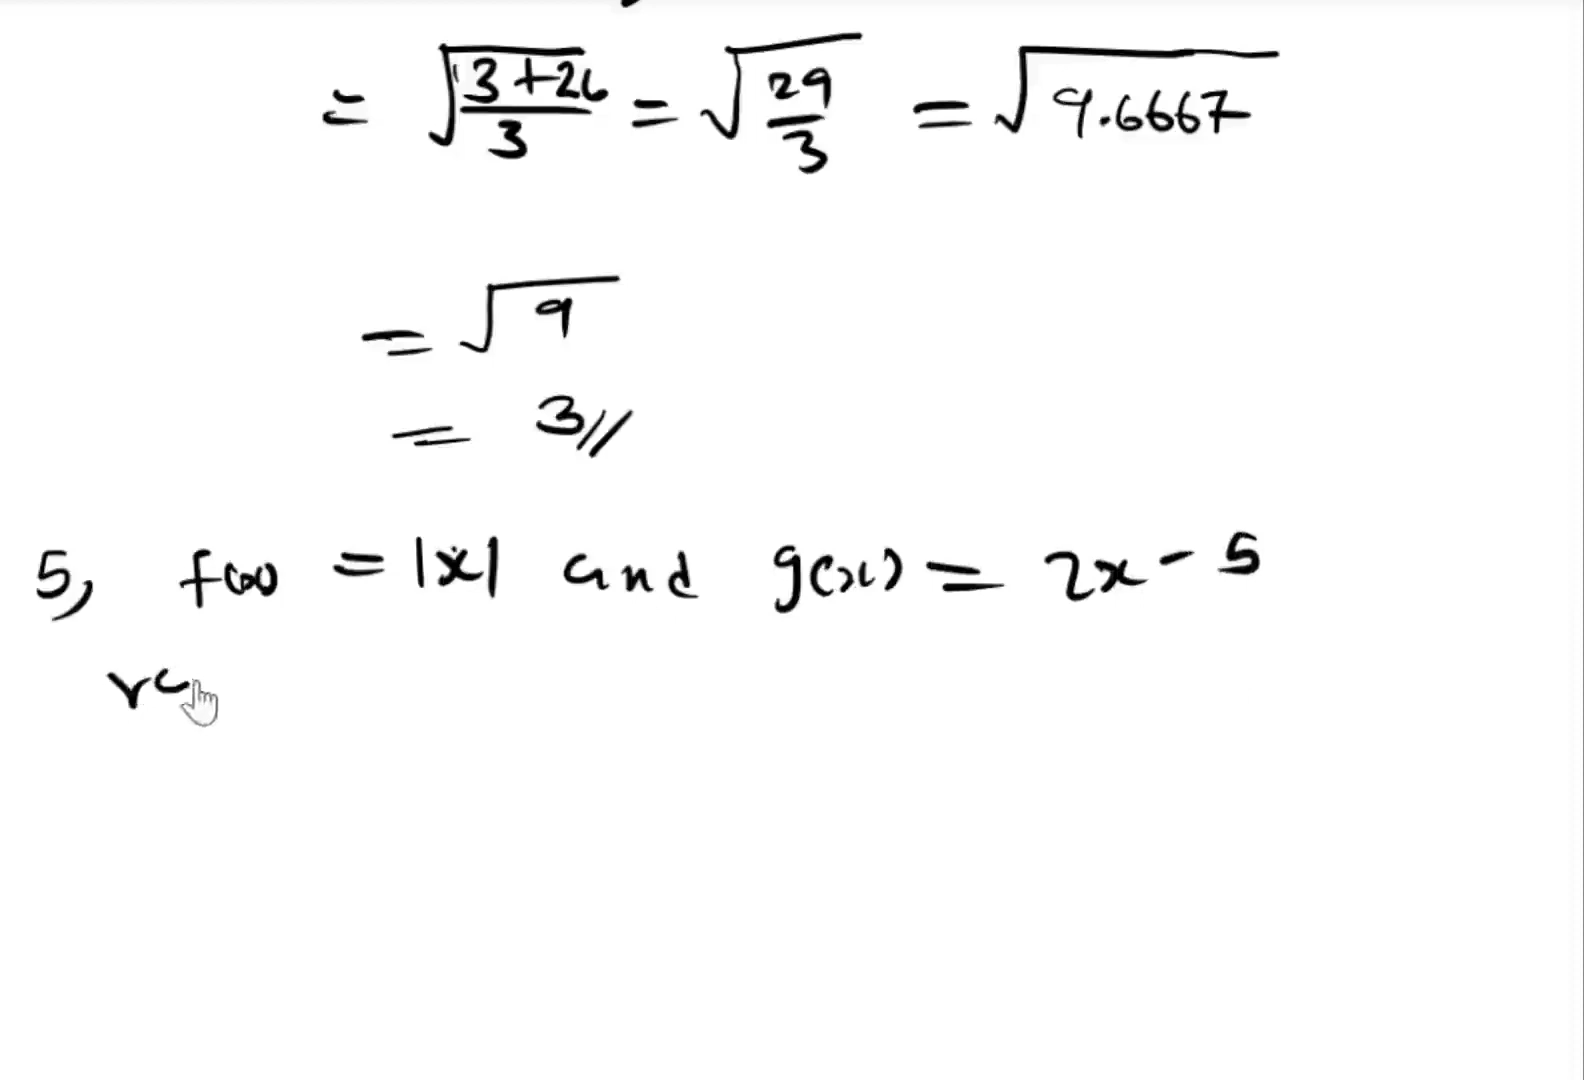 = √(3+26/3) = √(29/3) = √9.6667
= √9
= 3//
5, f(x) = |x| and g(x) = 2x - 5